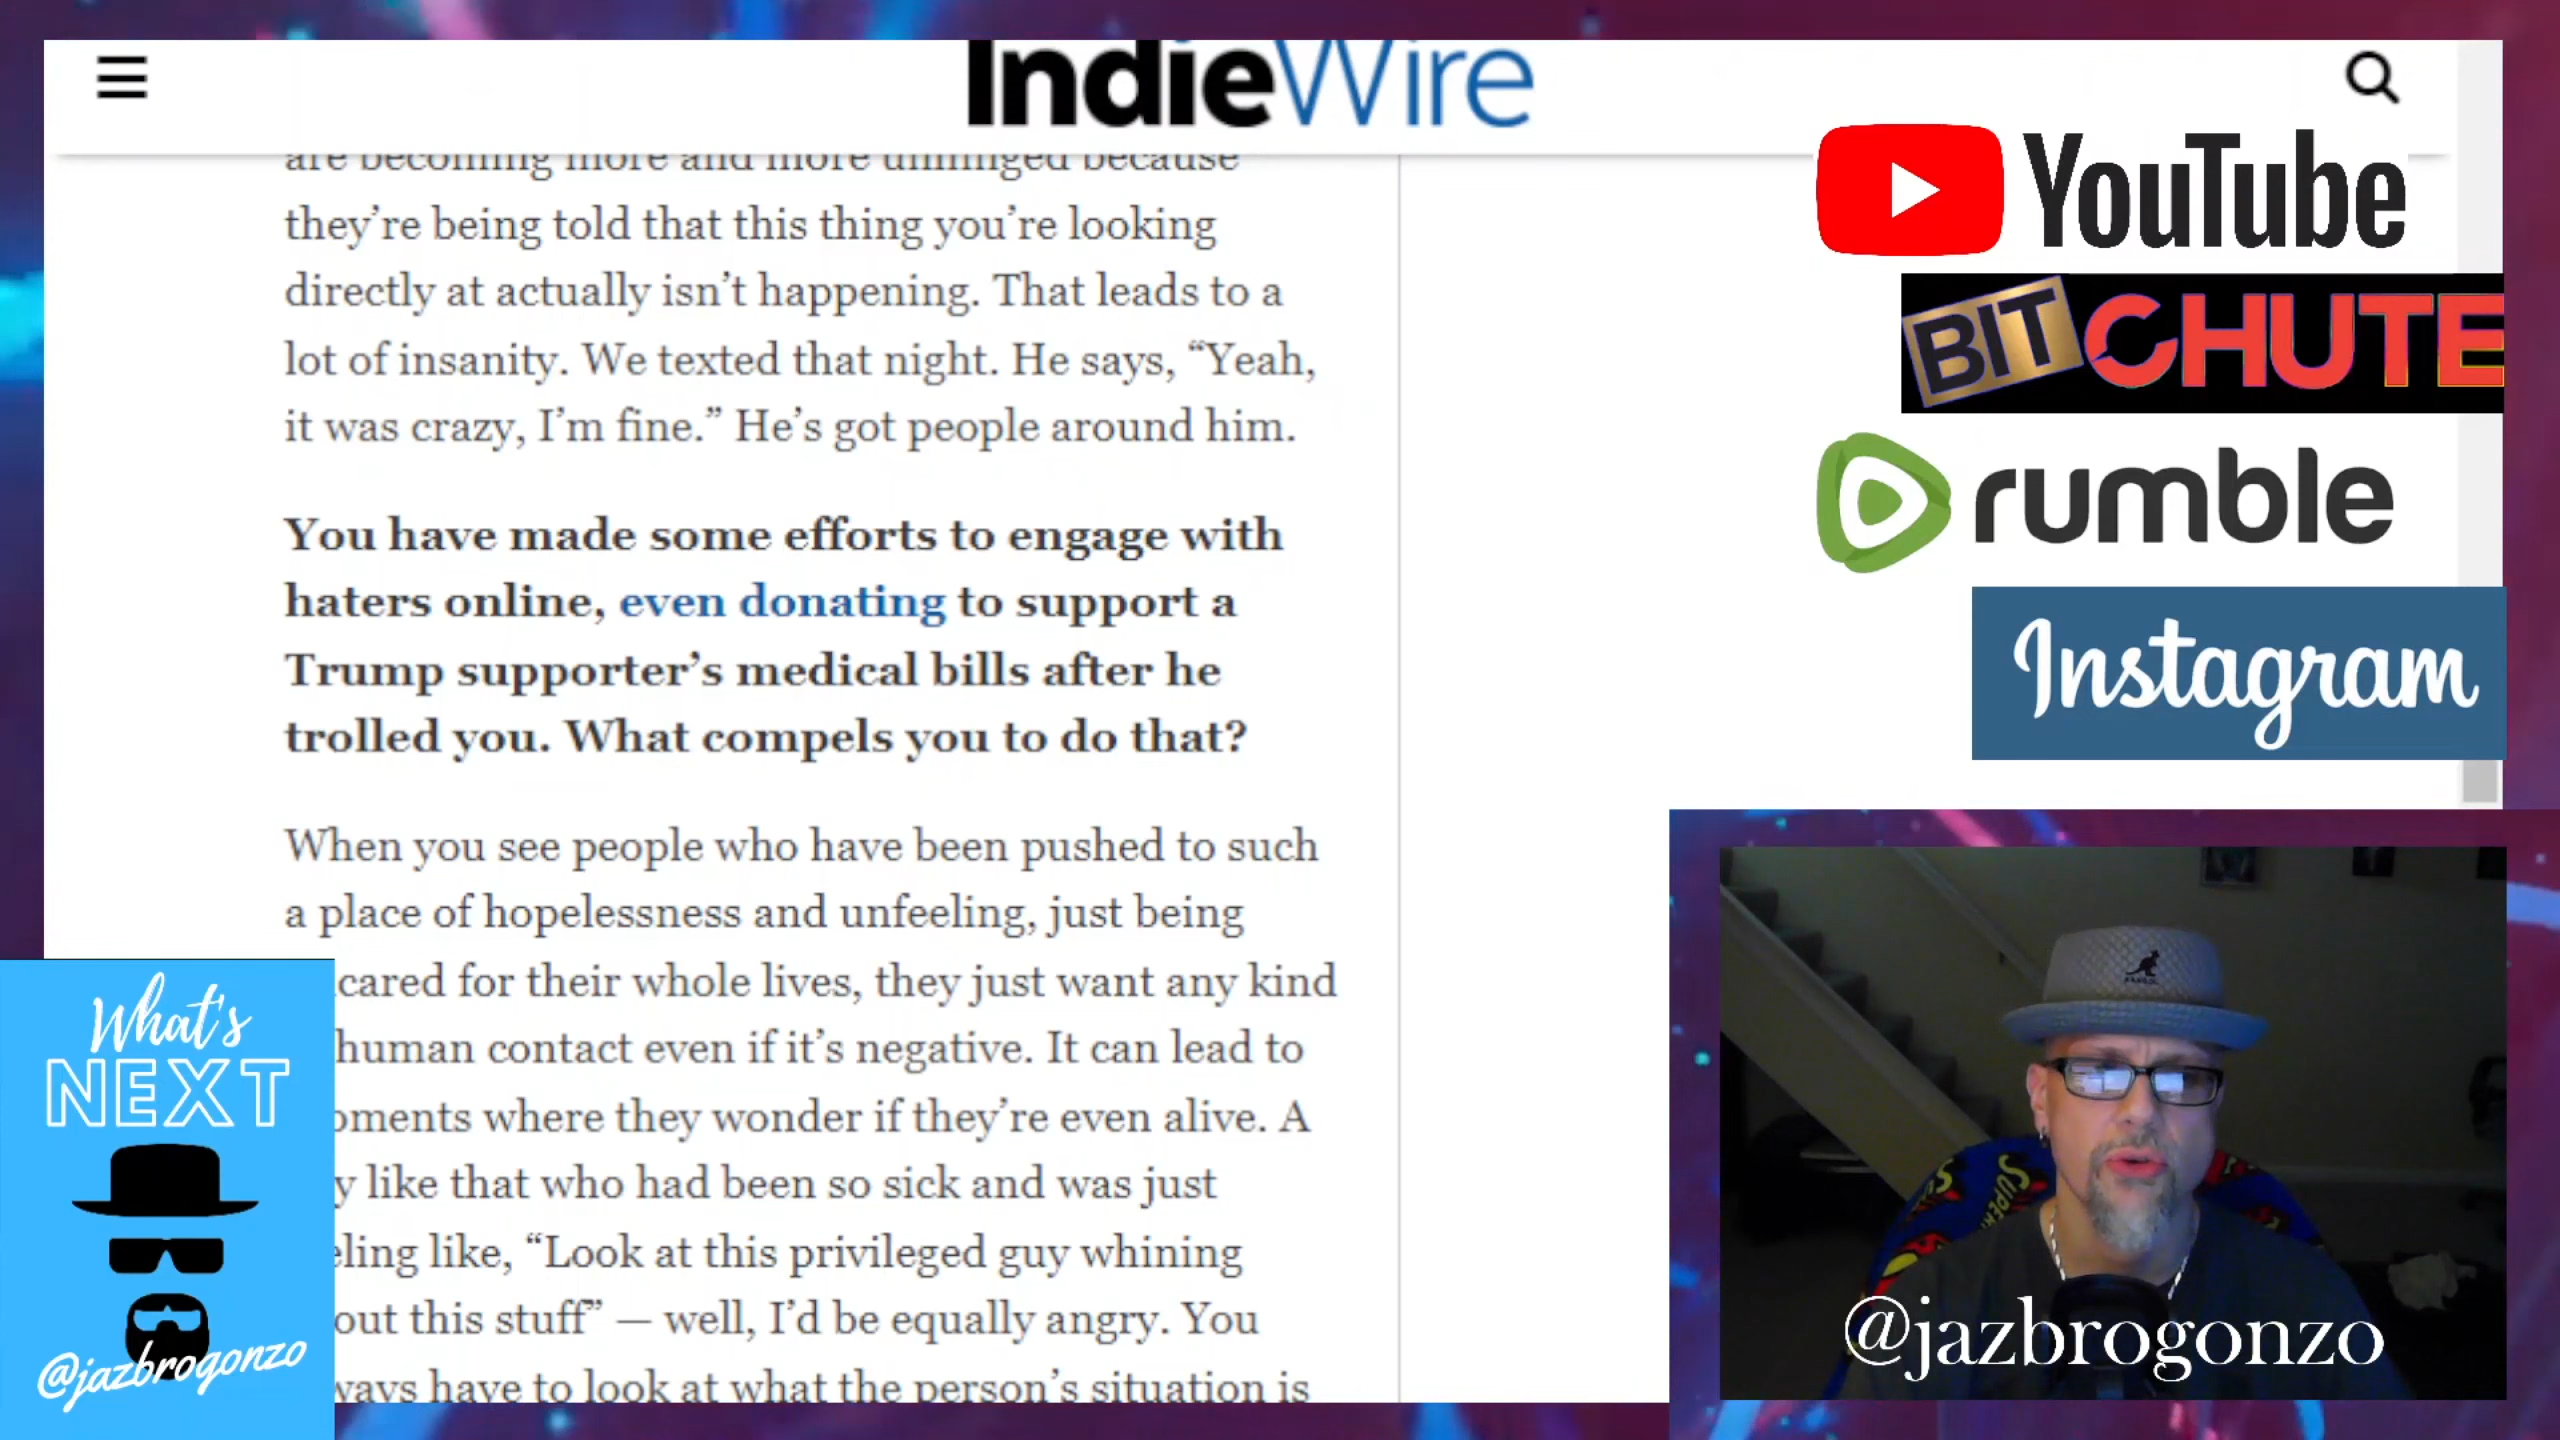 IndieWire
are becoming more and more unhinged because
they're being told that this thing you're looking
directly at actually isn't happening. That leads to a
lot of insanity. We texted that night. He says, “Yeah,
it was crazy, I'm fine.” He's got people around him.
You have made some efforts to engage with
haters online, even donating to support a
Trump supporter's medical bills after he
trolled you. What compels you to do that?
When you see people who have been pushed to such
a place of hopelessness and unfeeling, just being
cared for their whole lives, they just want any kind
human contact even if it's negative. It can lead to
oments where they wonder if they're even alive. A
y like that who had been so sick and was just
eling like, “Look at this privileged guy whining
out this stuff” — well, I'd be equally angry. You
ways have to look at what the person's situation is
YouTube
BITCHUTE
rumble
Instagram
What's
NEXT
@jazbrogonzo
KANGOL
SUPER
@jazbrogonzo